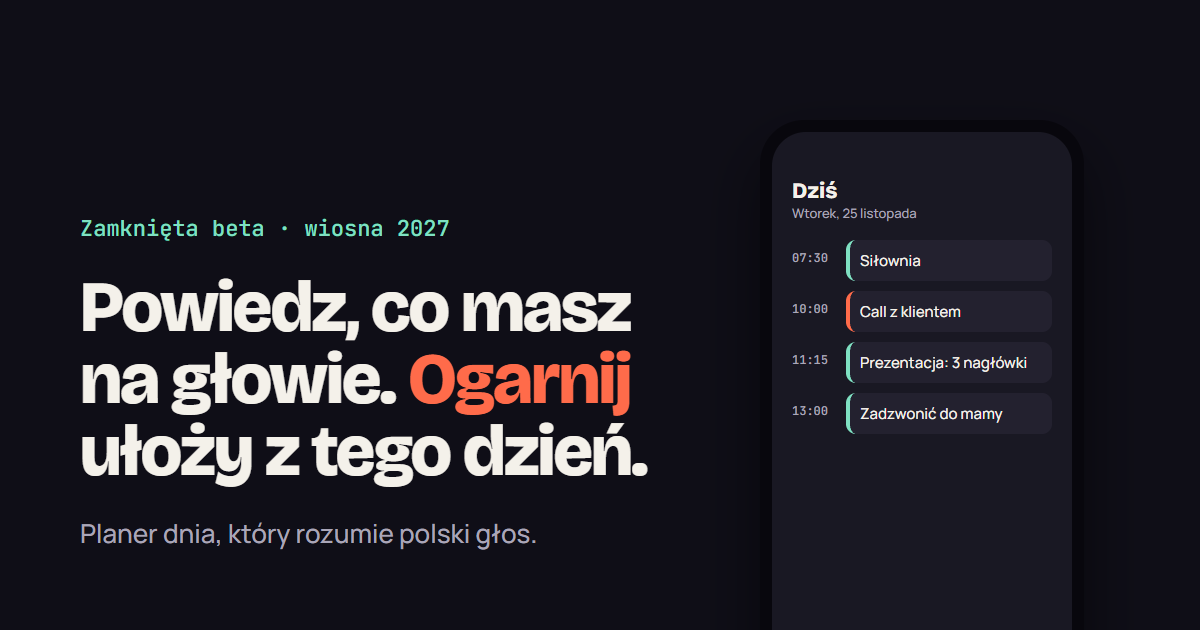 Zamknięta beta · wiosna 2027
Powiedz, co masz
na głowie. Ogarnij
ułoży z tego dzień.
Planer dnia, który rozumie polski głos.
Dziś
Wtorek, 25 listopada
07:30 Siłownia
10:00 Call z klientem
11:15 Prezentacja: 3 nagłówki
13:00 Zadzwonić do mamy